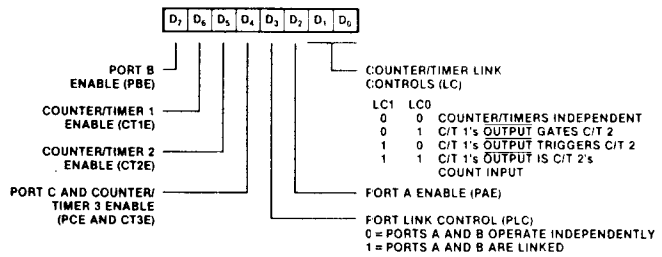 D7 D6 D5 D4 D3 D2 D1 D0
PORT B
ENABLE (PBE)
COUNTER/TIMER 1
ENABLE (CT1E)
COUNTER/TIMER 2
ENABLE (CT2E)
PORT C AND COUNTER/
TIMER 3 ENABLE
(PCE AND CT3E)
COUNTER/TIMER LINK
CONTROLS (LC)
LC1 LC0
0 0 COUNTER/TIMERS INDEPENDENT
0 1 C/T 1's OUTPUT GATES C/T 2
1 0 C/T 1's OUTPUT TRIGGERS C/T 2
1 1 C/T 1's OUTPUT IS C/T 2's
COUNT INPUT
PORT A ENABLE (PAE)
PORT LINK CONTROL (PLC)
0 = PORTS A AND B OPERATE INDEPENDENTLY
1 = PORTS A AND B ARE LINKED